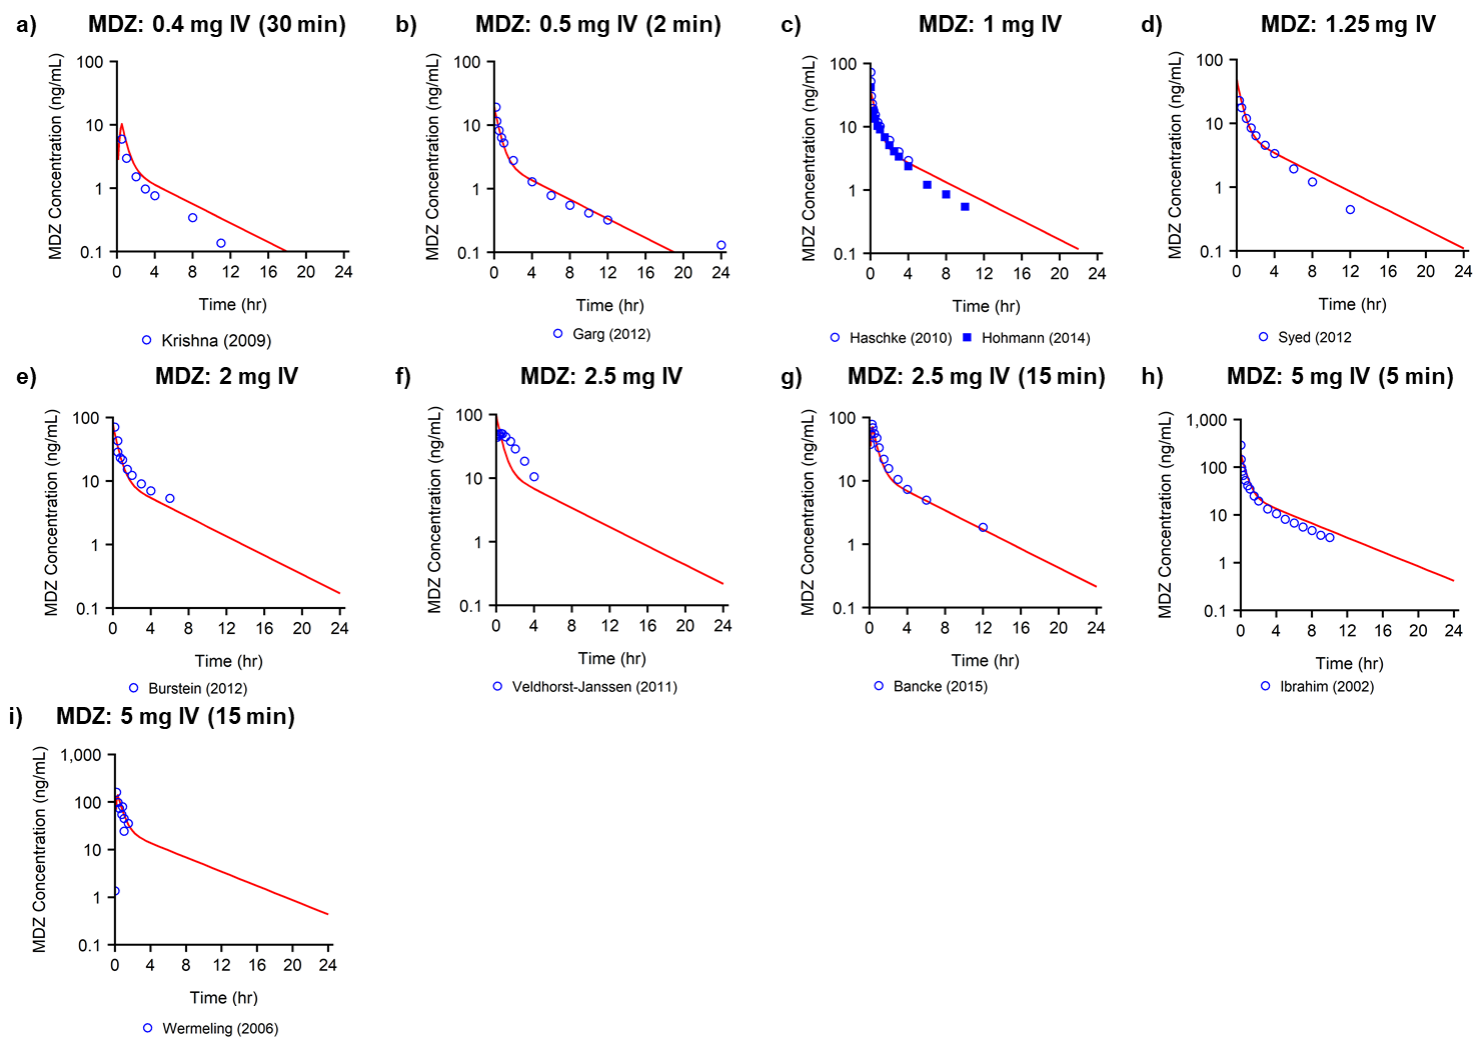 a) MDZ: 0.4 mg IV (30 min)
MDZ Concentration (ng/mL)
100
10
1
0.1
0 4 8 12 16 20 24
Time (hr)
Krishna (2009)
b) MDZ: 0.5 mg IV (2 min)
MDZ Concentration (ng/mL)
100
10
1
0.1
0 4 8 12 16 20 24
Time (hr)
Garg (2012)
c) MDZ: 1 mg IV
MDZ Concentration (ng/mL)
100
10
1
0.1
0 4 8 12 16 20 24
Time (hr)
Haschke (2010) Hohmann (2014)
d) MDZ: 1.25 mg IV
MDZ Concentration (ng/mL)
100
10
1
0.1
0 4 8 12 16 20 24
Time (hr)
Syed (2012
e) MDZ: 2 mg IV
MDZ Concentration (ng/mL)
100
10
1
0.1
0 4 8 12 16 20 24
Time (hr)
Burstein (2012)
f) MDZ: 2.5 mg IV
MDZ Concentration (ng/mL)
100
10
1
0.1
0 4 8 12 16 20 24
Time (hr)
Veldhorst-Janssen (2011)
g) MDZ: 2.5 mg IV (15 min)
MDZ Concentration (ng/mL)
100
10
1
0.1
0 4 8 12 16 20 24
Time (hr)
Bancke (2015)
h) MDZ: 5 mg IV (5 min)
MDZ Concentration (ng/mL)
1,000
100
10
1
0.1
0 4 8 12 16 20 24
Time (hr)
Ibrahim (2002)
i) MDZ: 5 mg IV (15 min)
MDZ Concentration (ng/mL)
1,000
100
10
1
0.1
0 4 8 12 16 20 24
Time (hr)
Wermeling (2006)